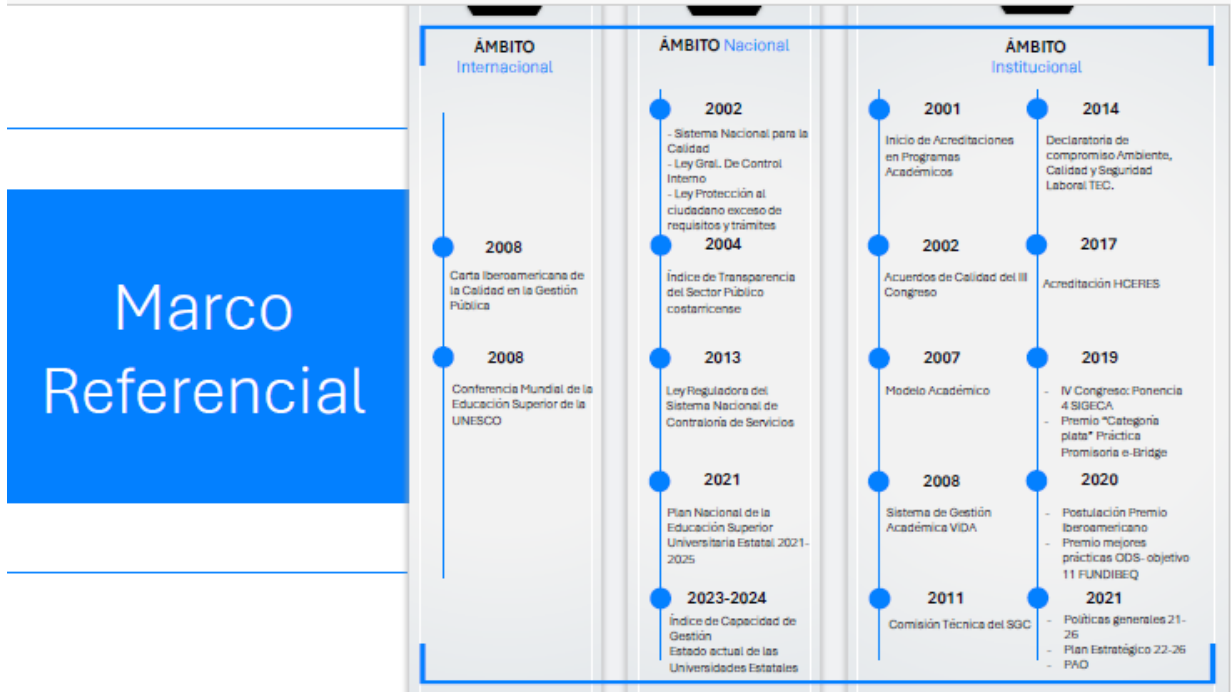 Marco
Referencial
ÁMBITO
Internacional
2008
Carta Iberoamericana de
la Calidad en la Gestión
Pública
2008
Conferencia Mundial de la
Educación Superior de la
UNESCO
ÁMBITO Nacional
2002
- Sistema Nacional para la
Calidad
- Ley Gral. De Control
Interno
- Ley Protección al
ciudadano exceso de
requisitos y trámites
2004
Índice de Transparencia
del Sector Público
costarricense
2013
Ley Reguladora del
Sistema Nacional de
Contraloría de Servicios
2021
Plan Nacional de la
Educación Superior
Universitaria Estatal 2021-
2025
2023-2024
Índice de Capacidad de
Gestión
Estado actual de las
Universidades Estatales
ÁMBITO
Institucional
2001
Inicio de Acreditaciones
en Programas
Académicos
2002
Acuerdos de Calidad del III
Congreso
2007
Modelo Académico
2008
Sistema de Gestión
Académica VIDA
2011
Comisión Técnica del SGC
2014
Declaratoria de
compromiso Ambiente,
Calidad y Seguridad
Laboral TEC.
2017
Acreditación HCERES
2019
- IV Congreso: Ponencia
4 SIGECA
- Premio "Categoría
plata" Práctica
Promisoria e-Bridge
2020
- Postulación Premio
Iberoamericano
- Premio mejores
prácticas ODS- objetivo
11 FUNDIBEQ
2021
- Políticas generales 21-
26
- Plan Estratégico 22-26
- PAO